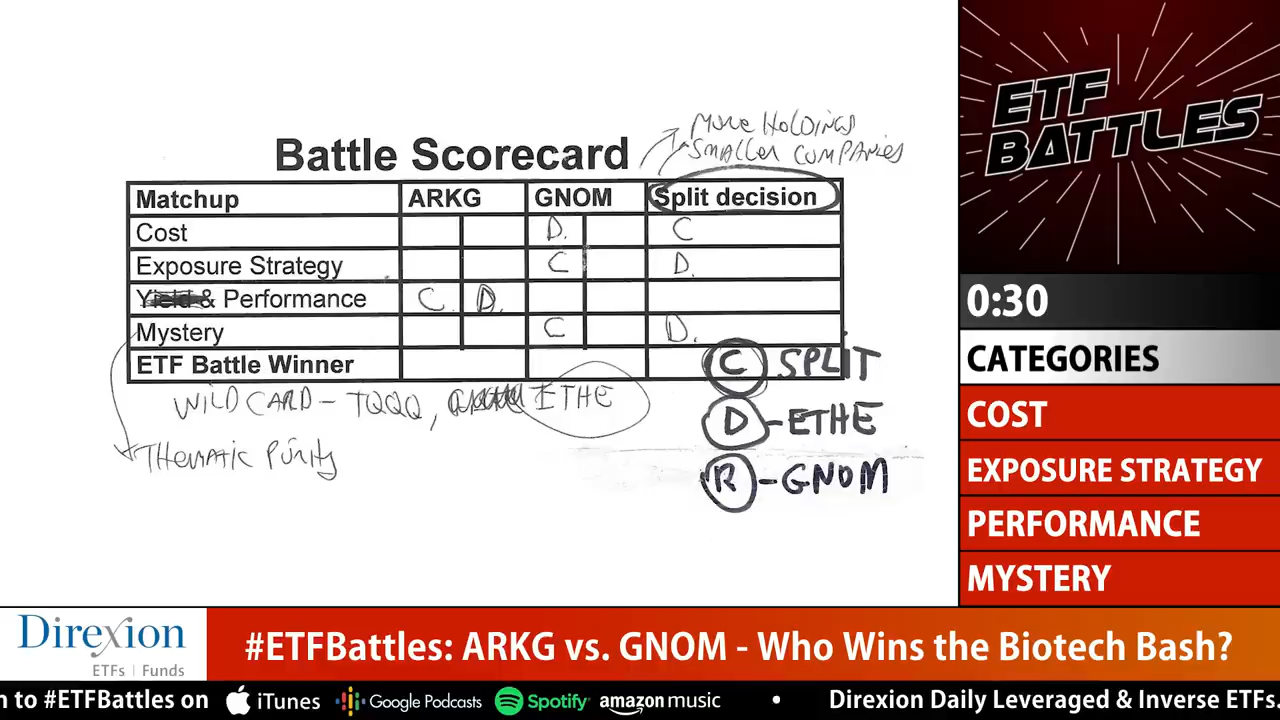 More Holdings
Smaller Companies
Battle Scorecard
Matchup ARKG GNOM Split decision
Cost D. C
Exposure Strategy C D.
Yield & Performance C. D.
Mystery C D.
ETF Battle Winner
C SPLIT
WILDCARD - TQQQ, ETHE
D - ETHE
Thematic Purity
R - GNOM
ETF
BATTLES
0:30
CATEGORIES
COST
EXPOSURE STRATEGY
PERFORMANCE
MYSTERY
Direxion
ETFs | Funds
#ETFBattles: ARKG vs. GNOM - Who Wins the Biotech Bash?
n to #ETFBattles on iTunes Google Podcasts Spotify amazon music • Direxion Daily Leveraged & Inverse ETFs.